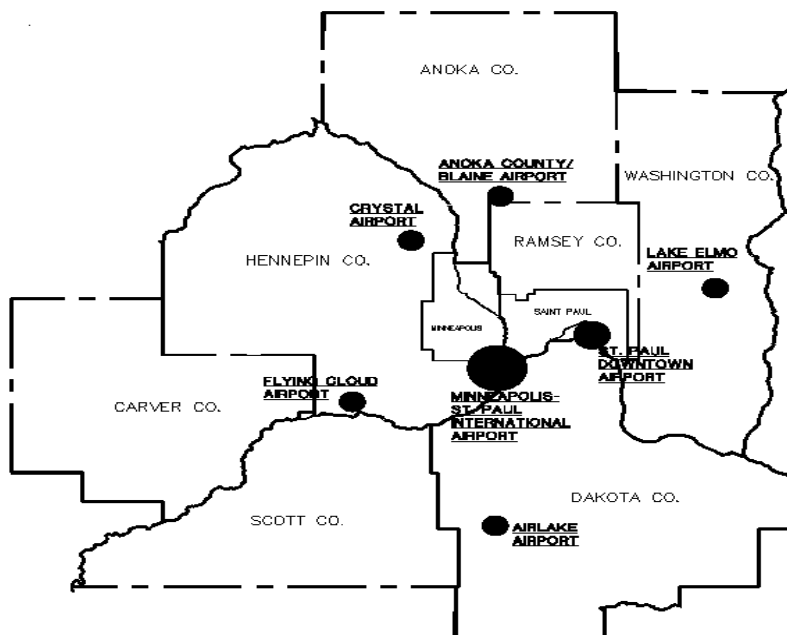 ANOKA CO.
ANOKA COUNTY/
BLAINE AIRPORT
WASHINGTON CO.
CRYSTAL
AIRPORT
RAMSEY CO.
HENNEPIN CO.
LAKE ELMO
AIRPORT
SAINT PAUL
MINNEAPOLIS
ST. PAUL
DOWNTOWN
AIRPORT
FLYING CLOUD
AIRPORT
CARVER CO.
MINNEAPOLIS-
ST. PAUL
INTERNATIONAL
AIRPORT
DAKOTA CO.
SCOTT CO.
AIRLAKE
AIRPORT